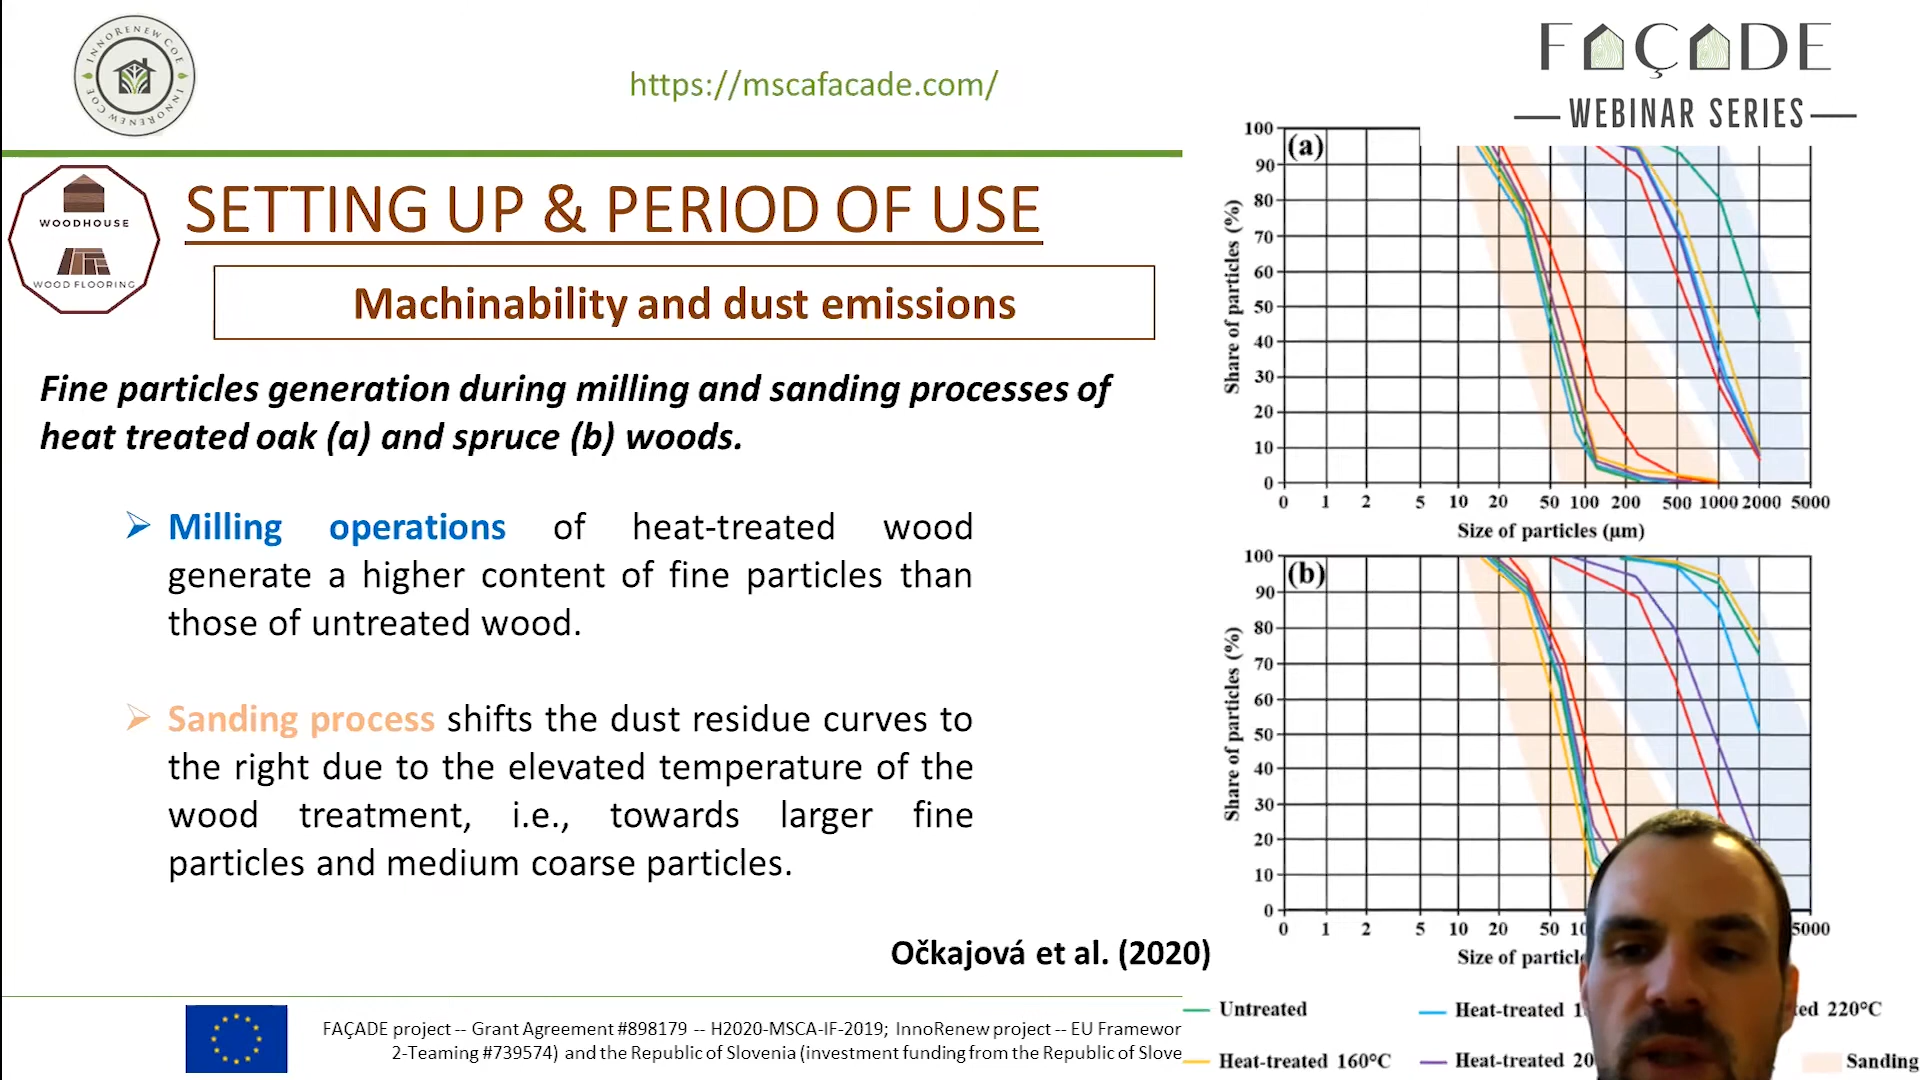 INNORENEW COE INNORENEW COE
https://mscafacade.com/
FAÇADE
WEBINAR SERIES
WOODHOUSE
WOOD FLOORING
SETTING UP & PERIOD OF USE
Machinability and dust emissions
Fine particles generation during milling and sanding processes of
heat treated oak (a) and spruce (b) woods.
Milling operations of heat-treated wood
generate a higher content of fine particles than
those of untreated wood.
Sanding process shifts the dust residue curves to
the right due to the elevated temperature of the
wood treatment, i.e., towards larger fine
particles and medium coarse particles.
Očkajová et al. (2020)
(a)
Share of particles (%)
100
90
80
70
60
50
40
30
20
10
0
0 1 2 5 10 20 50 100 200 500 1000 2000 5000
Size of particles (µm)
(b)
Share of particles (%)
100
90
80
70
60
50
40
30
20
10
0
0 1 2 5 10 20 50 10 5000
Size of particle
Untreated Heat-treated 1 ted 220°C
Heat-treated 160°C Heat-treated 20 Sanding
FAÇADE project -- Grant Agreement #898179 -- H2020-MSCA-IF-2019; InnoRenew project -- EU Framewor
2-Teaming #739574) and the Republic of Slovenia (investment funding from the Republic of Slove